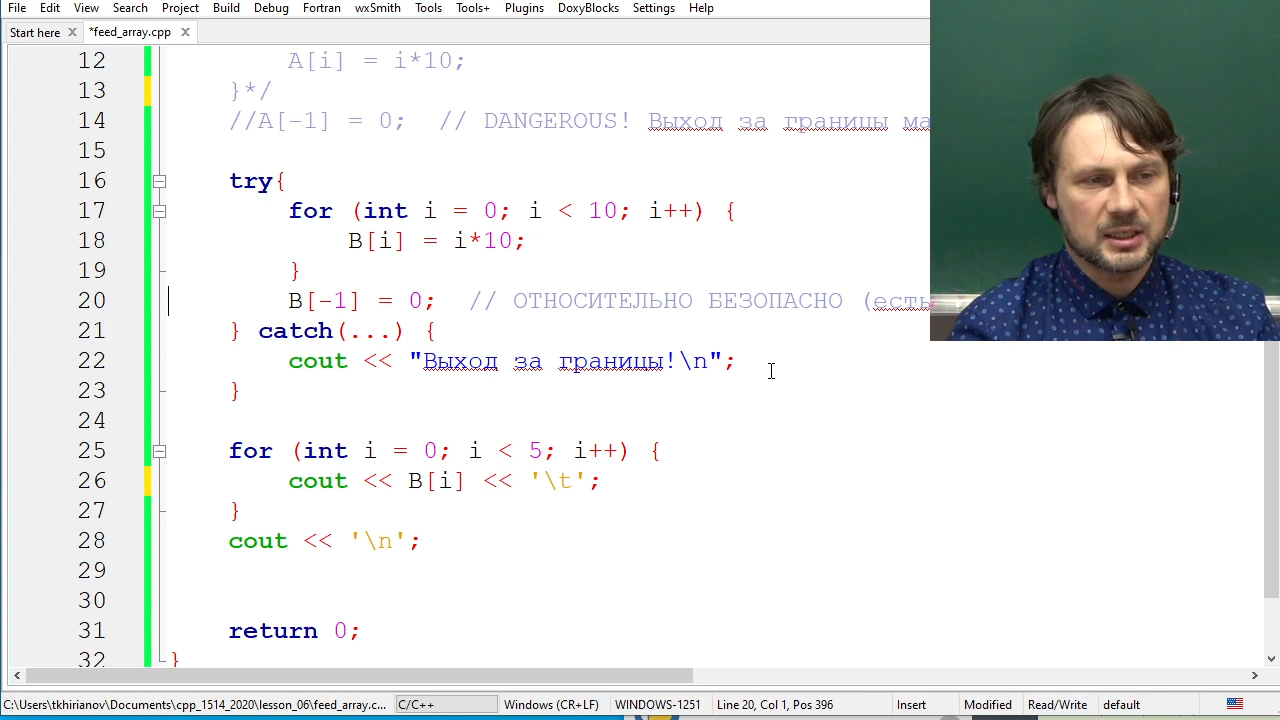 File Edit View Search Project Build Debug Fortran wxSmith Tools Tools+ Plugins DoxyBlocks Settings Help
Start here *feed_array.cpp
12 A[i] = i*10;
13 }*/
14 //A[-1] = 0; // DANGEROUS! Выход за границы ма
15
16 try{
17 for (int i = 0; i < 10; i++) {
18 B[i] = i*10;
19 }
20 B[-1] = 0; // ОТНОСИТЕЛЬНО БЕЗОПАСНО (есть
21 } catch(...) {
22 cout << "Выход за границы!\n";
23 }
24
25 for (int i = 0; i < 5; i++) {
26 cout << B[i] << '\t';
27 }
28 cout << '\n';
29
30
31 return 0;
32 }
C:\Users\tkhirianov\Documents\cpp_1514_2020\lesson_06\feed_array.c... C/C++ Windows (CR+LF) WINDOWS-1251 Line 20, Col 1, Pos 396 Insert Modified Read/Write default